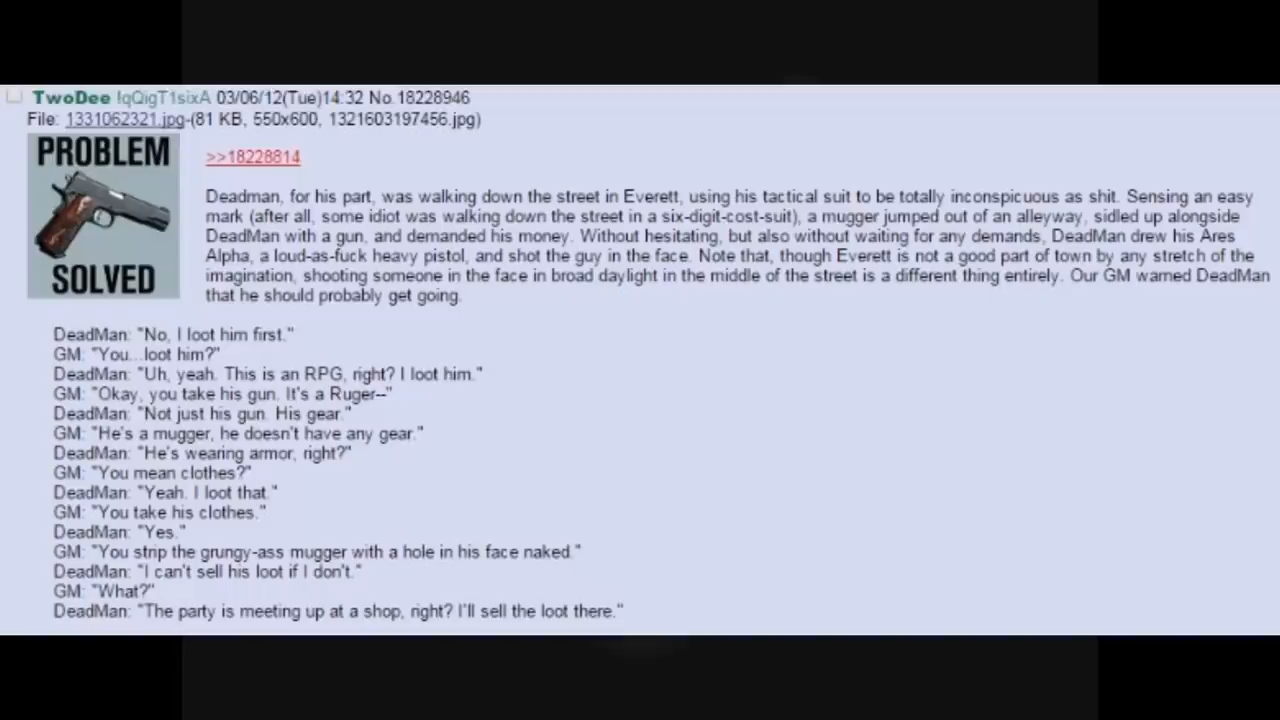 TwoDee !qQigT1sixA 03/06/12(Tue)14:32 No.18228946
File: 1331062321.jpg-(81 KB, 550x600, 1321603197456.jpg)
PROBLEM
SOLVED
>>18228814
Deadman, for his part, was walking down the street in Everett, using his tactical suit to be totally inconspicuous as shit. Sensing an easy
mark (after all, some idiot was walking down the street in a six-digit-cost-suit), a mugger jumped out of an alleyway, sidled up alongside
DeadMan with a gun, and demanded his money. Without hesitating, but also without waiting for any demands, DeadMan drew his Ares
Alpha, a loud-as-fuck heavy pistol, and shot the guy in the face. Note that, though Everett is not a good part of town by any stretch of the
imagination, shooting someone in the face in broad daylight in the middle of the street is a different thing entirely. Our GM warned DeadMan
that he should probably get going.
DeadMan: "No, I loot him first."
GM: "You...loot him?"
DeadMan: "Uh, yeah. This is an RPG, right? I loot him."
GM: "Okay, you take his gun. It's a Ruger--"
DeadMan: "Not just his gun. His gear."
GM: "He's a mugger, he doesn't have any gear."
DeadMan: "He's wearing armor, right?"
GM: "You mean clothes?"
DeadMan: "Yeah. I loot that."
GM: "You take his clothes."
DeadMan: "Yes."
GM: "You strip the grungy-ass mugger with a hole in his face naked."
DeadMan: "I can't sell his loot if I don't."
GM: "What?"
DeadMan: "The party is meeting up at a shop, right? I'll sell the loot there."